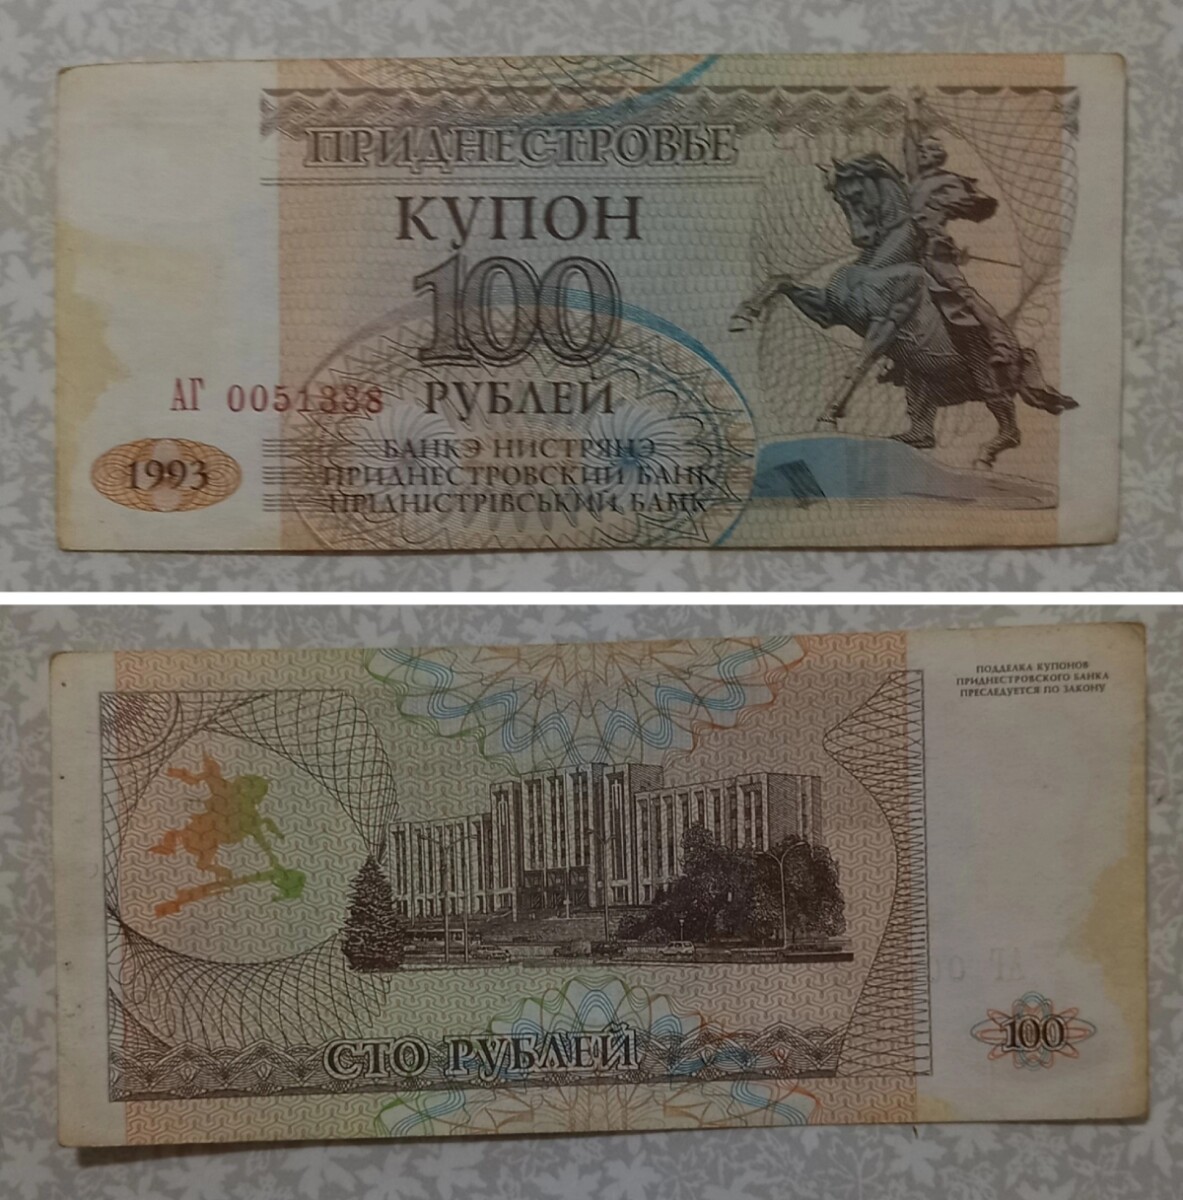 ПРИДНЕСТРОВЬЕ
КУПОН
100
РУБЛЕЙ
АГ 0051338
1993
БАНКЭ НИСТРЯНЭ
ПРИДНЕСТРОВСКИЙ БАНК
ПРИДНІСТРІВСЬКИЙ БАНК
ПОДДЕЛКА КУПОНОВ
ПРИДНЕСТРОВСКОГО БАНКА
ПРЕСЛЕДУЕТСЯ ПО ЗАКОНУ
100
СТО РУБЛЕЙ